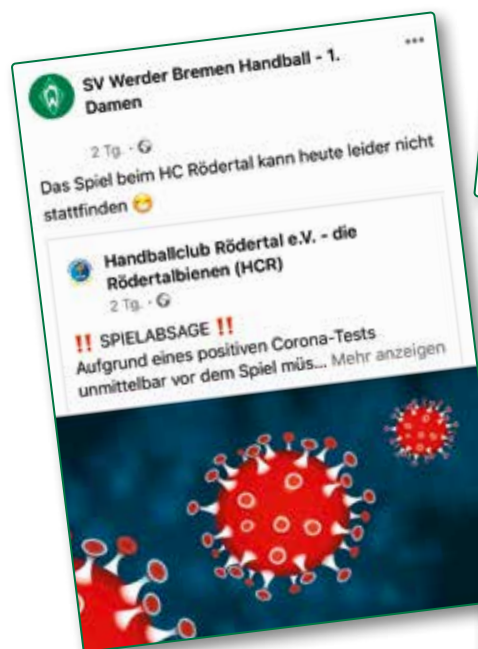 SV Werder Bremen Handball - 1.
Damen
2 Tg. ·
Das Spiel beim HC Rödertal kann heute leider nicht
stattfinden 😷
Handballclub Rödertal e.V. - die
Rödertalbienen (HCR)
2 Tg. ·
‼️ SPIELABSAGE ‼️
Aufgrund eines positiven Corona-Tests
unmittelbar vor dem Spiel müs... Mehr anzeigen